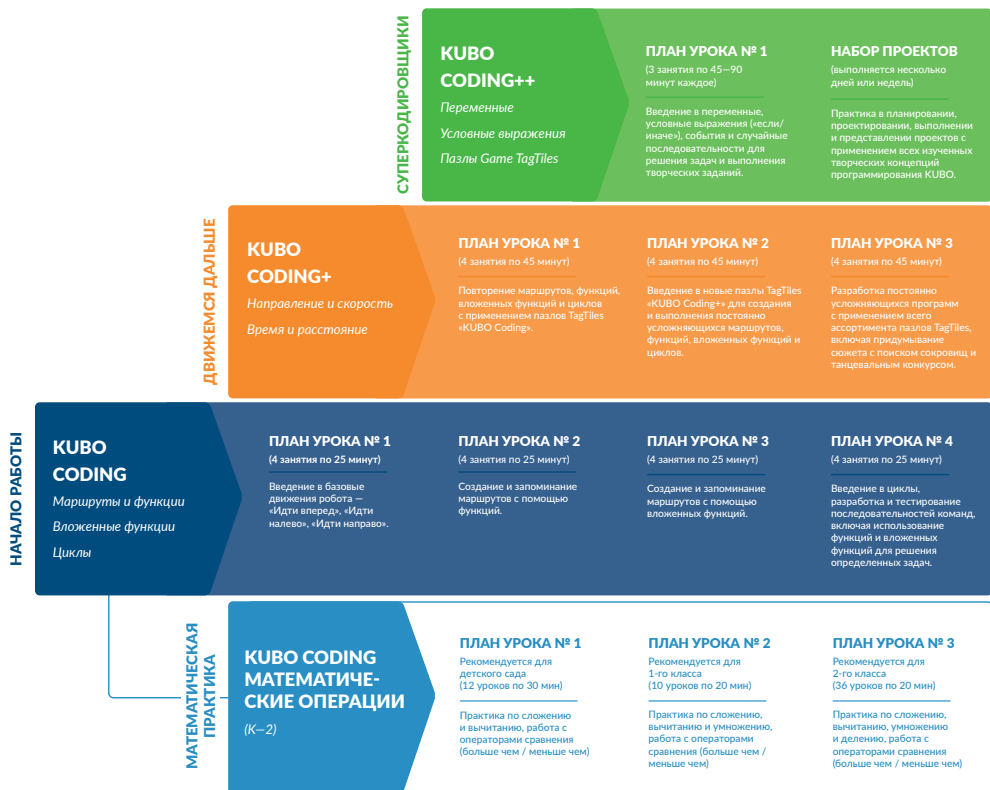 СУПЕРКОДИРОВЩИКИ
KUBO
CODING++
Переменные
Условные выражения
Пазлы Game TagTiles
ПЛАН УРОКА № 1
(3 занятия по 45—90
минут каждое)
Введение в переменные,
условные выражения («если/
иначе»), события и случайные
последовательности для
решения задач и выполнения
творческих заданий.
НАБОР ПРОЕКТОВ
(выполняется несколько
дней или недель)
Практика в планировании,
проектировании, выполнении
и представлении проектов с
применением всех изученных
творческих концепций
программирования KUBO.
ДВИЖЕМСЯ ДАЛЬШЕ
KUBO
CODING+
Направление и скорость
Время и расстояние
ПЛАН УРОКА № 1
(4 занятия по 45 минут)
Повторение маршрутов, функций,
вложенных функций и циклов
с применением пазлов TagTiles
«KUBO Coding».
ПЛАН УРОКА № 2
(4 занятия по 45 минут)
Введение в новые пазлы TagTiles
«KUBO Coding+» для создания
и выполнения постоянно
усложняющихся маршрутов,
функций, вложенных функций и
циклов.
ПЛАН УРОКА № 3
(4 занятия по 45 минут)
Разработка постоянно
усложняющихся программ
с применением всего
ассортимента пазлов TagTiles,
включая придумывание
сюжета с поиском сокровищ и
танцевальным конкурсом.
НАЧАЛО РАБОТЫ
KUBO
CODING
Маршруты и функции
Вложенные функции
Циклы
ПЛАН УРОКА № 1
(4 занятия по 25 минут)
Введение в базовые
движения робота —
«Идти вперед», «Идти
налево», «Идти направо».
ПЛАН УРОКА № 2
(4 занятия по 25 минут)
Создание и запоминание
маршрутов с помощью
функций.
ПЛАН УРОКА № 3
(4 занятия по 25 минут)
Создание и запоминание
маршрутов с помощью
вложенных функций.
ПЛАН УРОКА № 4
(4 занятия по 25 минут)
Введение в циклы,
разработка и тестирование
последовательностей команд,
включая использование
функций и вложенных
функций для решения
определенных задач.
МАТЕМАТИЧЕСКАЯ
ПРАКТИКА
KUBO CODING
МАТЕМАТИЧЕ-
СКИЕ ОПЕРАЦИИ
(K—2)
ПЛАН УРОКА № 1
Рекомендуется для
детского сада
(12 уроков по 30 мин)
Практика по сложению
и вычитанию, работа с
операторами сравнения
(больше чем / меньше чем)
ПЛАН УРОКА № 2
Рекомендуется для
1-го класса
(10 уроков по 20 мин)
Практика по сложению,
вычитанию и умножению,
работа с операторами
сравнения (больше чем /
меньше чем)
ПЛАН УРОКА № 3
Рекомендуется для
2-го класса
(36 уроков по 20 мин)
Практика по сложению,
вычитанию, умножению
и делению, работа с
операторами сравнения
(больше чем / меньше чем)